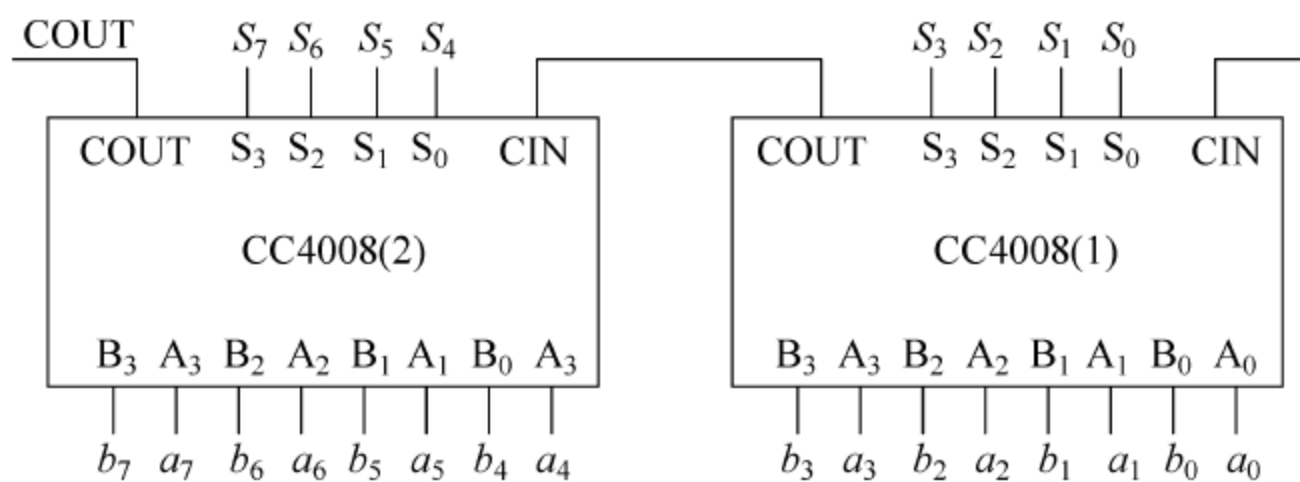 COUT S₇ S₆ S₅ S₄ S₃ S₂ S₁ S₀
COUT S₃ S₂ S₁ S₀ CIN COUT S₃ S₂ S₁ S₀ CIN
CC4008(2) CC4008(1)
B₃ A₃ B₂ A₂ B₁ A₁ B₀ A₃ B₃ A₃ B₂ A₂ B₁ A₁ B₀ A₀
b₇ a₇ b₆ a₆ b₅ a₅ b₄ a₄ b₃ a₃ b₂ a₂ b₁ a₁ b₀ a₀